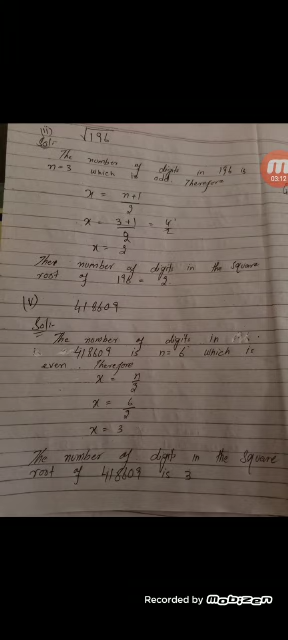 (ii)
Sol:- √196
The number of digits in 196 is
n=3 which is odd Therefore
x = n+1
2
x = 3+1 = 4
2 2
x = 2
number of digits in the square
root of 196 = 2
(V) 418609
Sol:-
The number of digits in
418609 is n= 6 which is
even. Therefore
x = n
2
x = 6
2
x = 3
The number of digits in the square
root of 418609 is 3
03:12
Recorded by mobizen